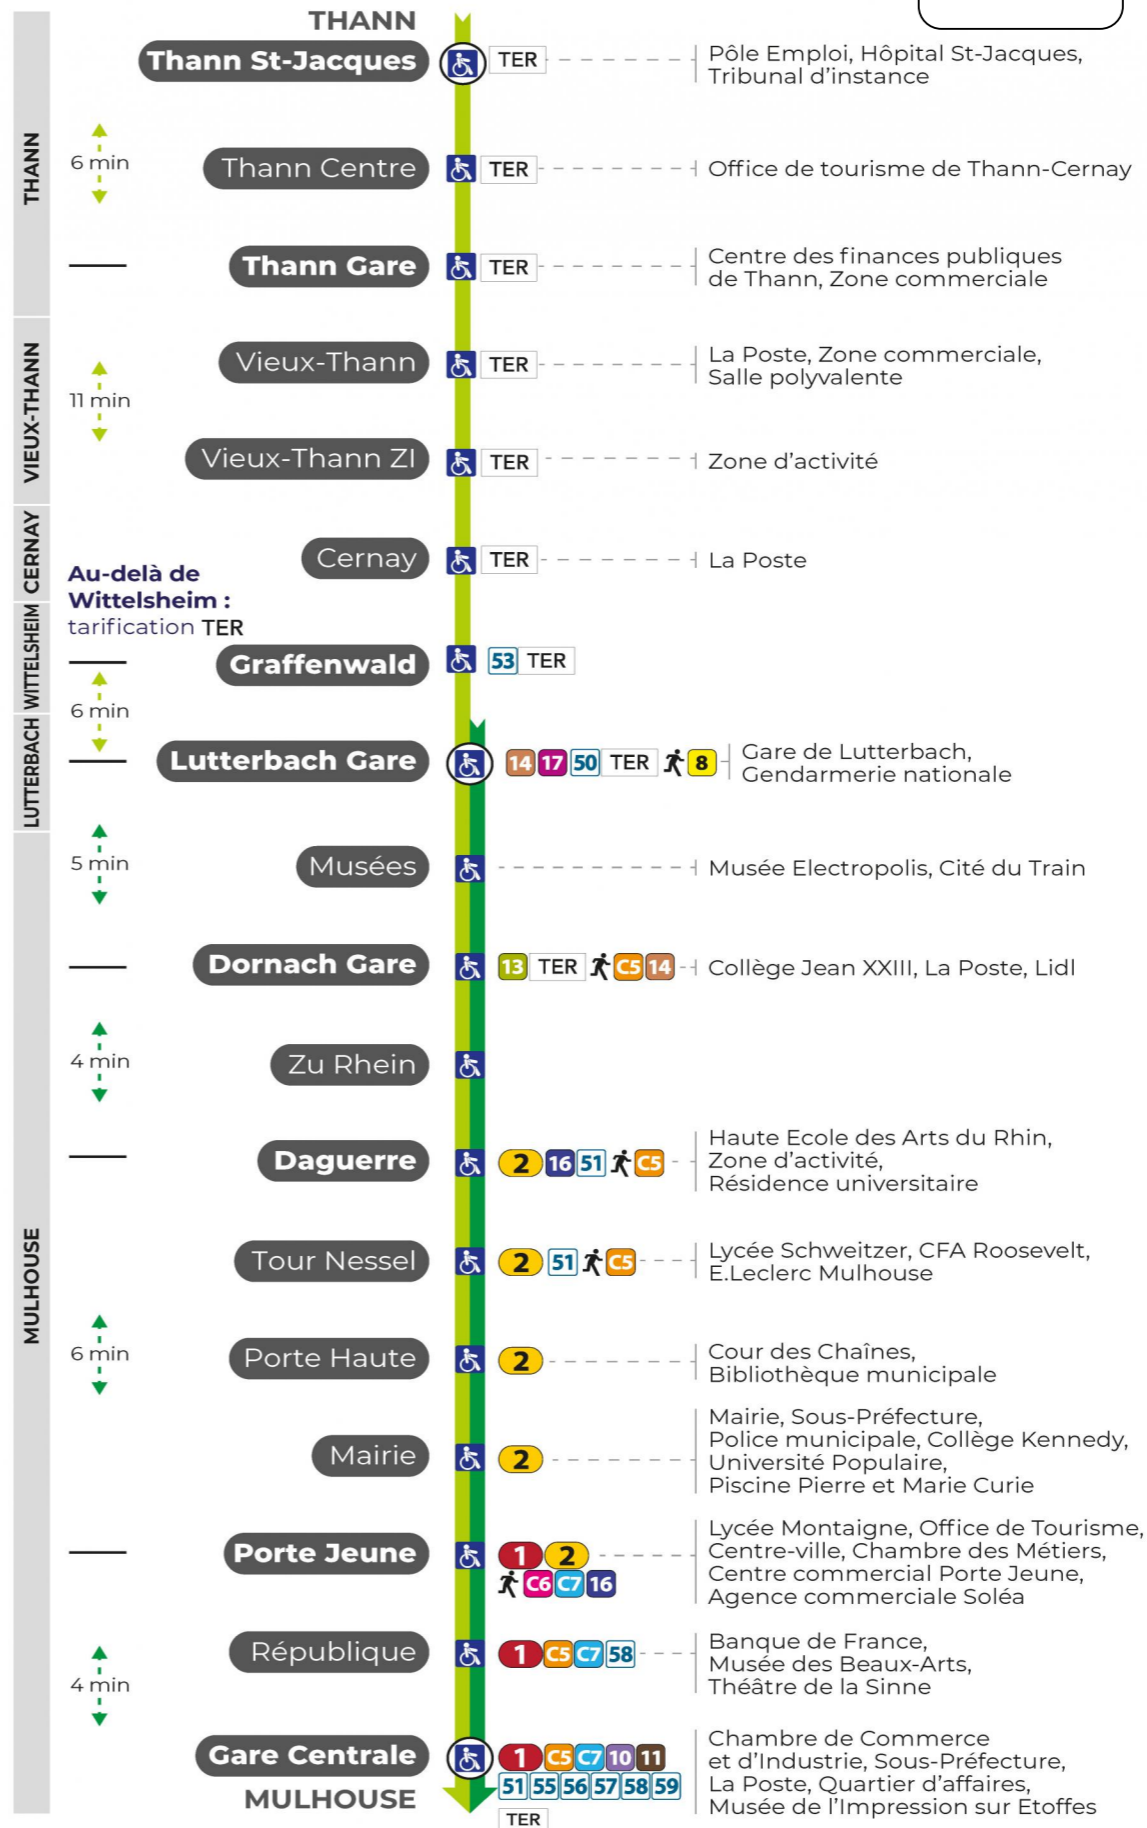 THANN
Thann St-Jacques TER Pôle Emploi, Hôpital St-Jacques,
Tribunal d'instance
THANN
6 min
Thann Centre TER Office de tourisme de Thann-Cernay
Thann Gare TER Centre des finances publiques
de Thann, Zone commerciale
VIEUX-THANN
Vieux-Thann TER La Poste, Zone commerciale,
Salle polyvalente
11 min
Vieux-Thann ZI TER Zone d'activité
CERNAY
Cernay TER La Poste
Au-delà de
Wittelsheim :
tarification TER
WITTELSHEIM
Graffenwald 53 TER
6 min
LUTTERBACH
Lutterbach Gare 14 17 50 TER 8 Gare de Lutterbach,
Gendarmerie nationale
5 min
Musées Musée Electropolis, Cité du Train
Dornach Gare 13 TER C5 14 Collège Jean XXIII, La Poste, Lidl
4 min
Zu Rhein
Daguerre 2 16 51 C5 Haute Ecole des Arts du Rhin,
Zone d'activité,
Résidence universitaire
MULHOUSE
Tour Nessel 2 51 C5 Lycée Schweitzer, CFA Roosevelt,
E.Leclerc Mulhouse
6 min
Porte Haute 2 Cour des Chaînes,
Bibliothèque municipale
Mairie 2 Mairie, Sous-Préfecture,
Police municipale, Collège Kennedy,
Université Populaire,
Piscine Pierre et Marie Curie
Porte Jeune 1 2 Lycée Montaigne, Office de Tourisme,
Centre-ville, Chambre des Métiers,
C6 C7 16 Centre commercial Porte Jeune,
Agence commerciale Soléa
République 1 C5 C7 58 Banque de France,
Musée des Beaux-Arts,
Théâtre de la Sinne
4 min
Gare Centrale 1 C5 C7 10 11 Chambre de Commerce
et d'Industrie, Sous-Préfecture,
51 55 56 57 58 59 La Poste, Quartier d'affaires,
MULHOUSE TER Musée de l'Impression sur Etoffes